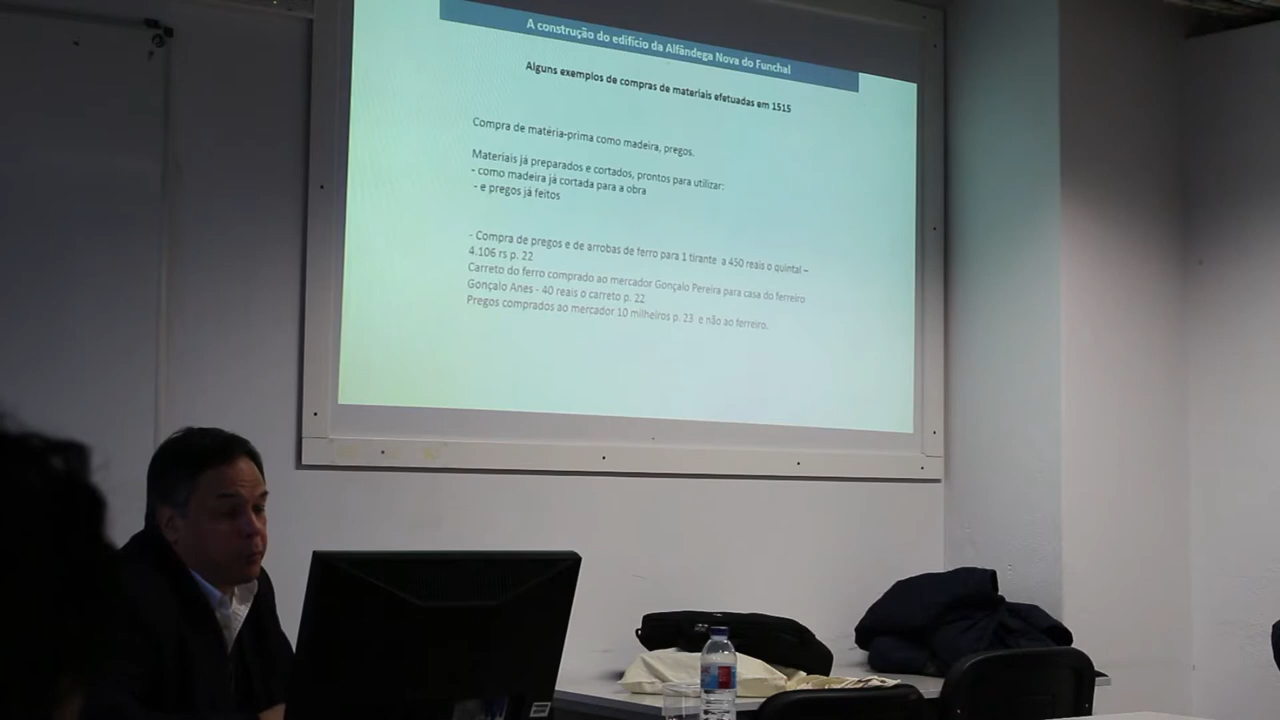 A construção do edifício da Alfândega Nova do Funchal
Alguns exemplos de compras de materiais efetuadas em 1515
Compra de matéria-prima como madeira, pregos.
Materiais já preparados e cortados, prontos para utilizar:
- como madeira já cortada para a obra
- e pregos já feitos
- Compra de pregos e de arrobas de ferro para 1 tirante a 450 reais o quintal –
4.106 rs p. 22
Carreto do ferro comprado ao mercador Gonçalo Pereira para casa do ferreiro
Gonçalo Anes - 40 reais o carreto p. 22
Pregos comprados ao mercador 10 milheiros p. 23 e não ao ferreiro.